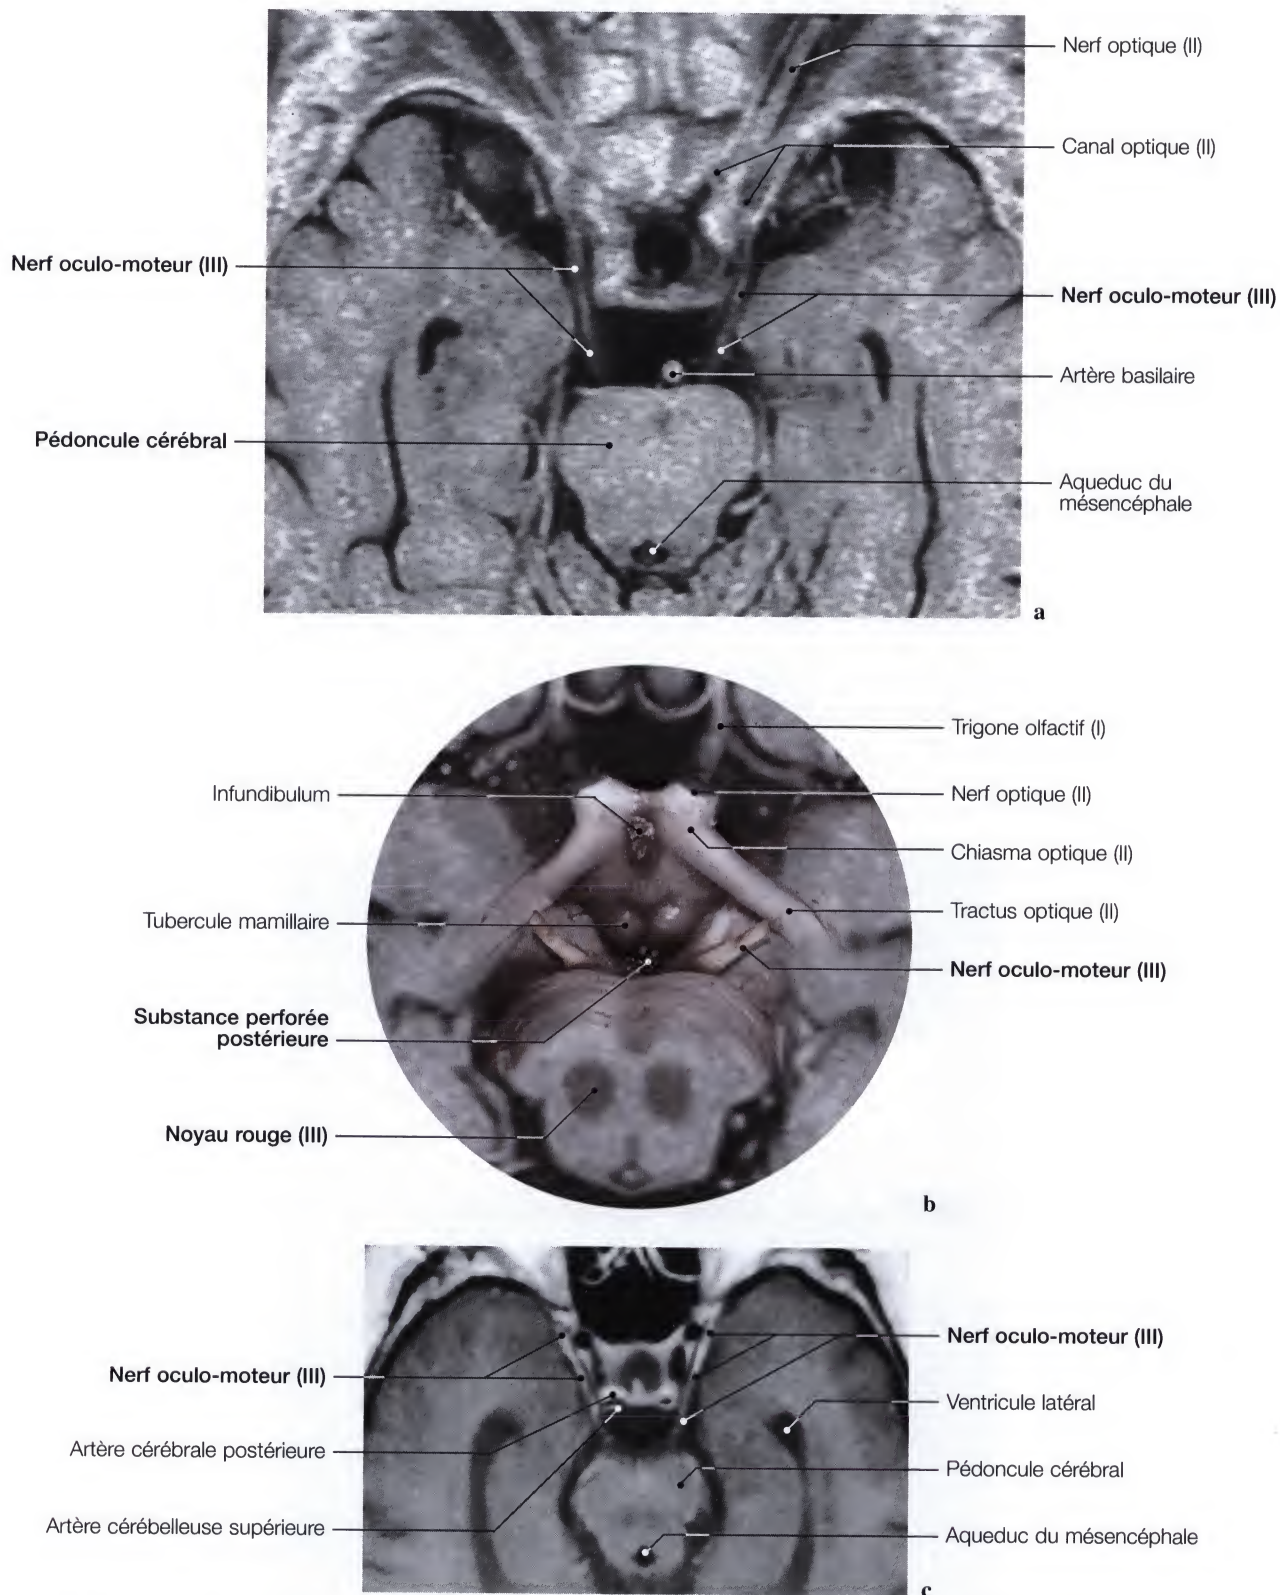 Nerf optique (II)
Canal optique (II)
Nerf oculo-moteur (III)
Nerf oculo-moteur (III)
Artère basilaire
Pédoncule cérébral
Aqueduc du
mésencéphale
a
Trigone olfactif (I)
Infundibulum
Nerf optique (II)
Chiasma optique (II)
Tubercule mamillaire
Tractus optique (II)
Nerf oculo-moteur (III)
Substance perforée
postérieure
Noyau rouge (III)
b
Nerf oculo-moteur (III)
Nerf oculo-moteur (III)
Ventricule latéral
Artère cérébrale postérieure
Pédoncule cérébral
Artère cérébelleuse supérieure
Aqueduc du mésencéphale
c